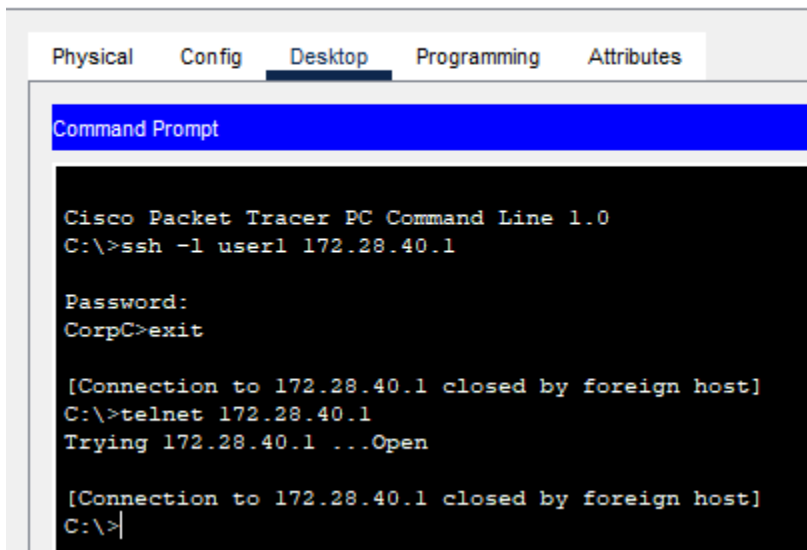 Physical Config Desktop Programming Attributes
Command Prompt
Cisco Packet Tracer PC Command Line 1.0
C:\>ssh -l user1 172.28.40.1
Password:
CorpC>exit
[Connection to 172.28.40.1 closed by foreign host]
C:\>telnet 172.28.40.1
Trying 172.28.40.1 ...Open
[Connection to 172.28.40.1 closed by foreign host]
C:\>